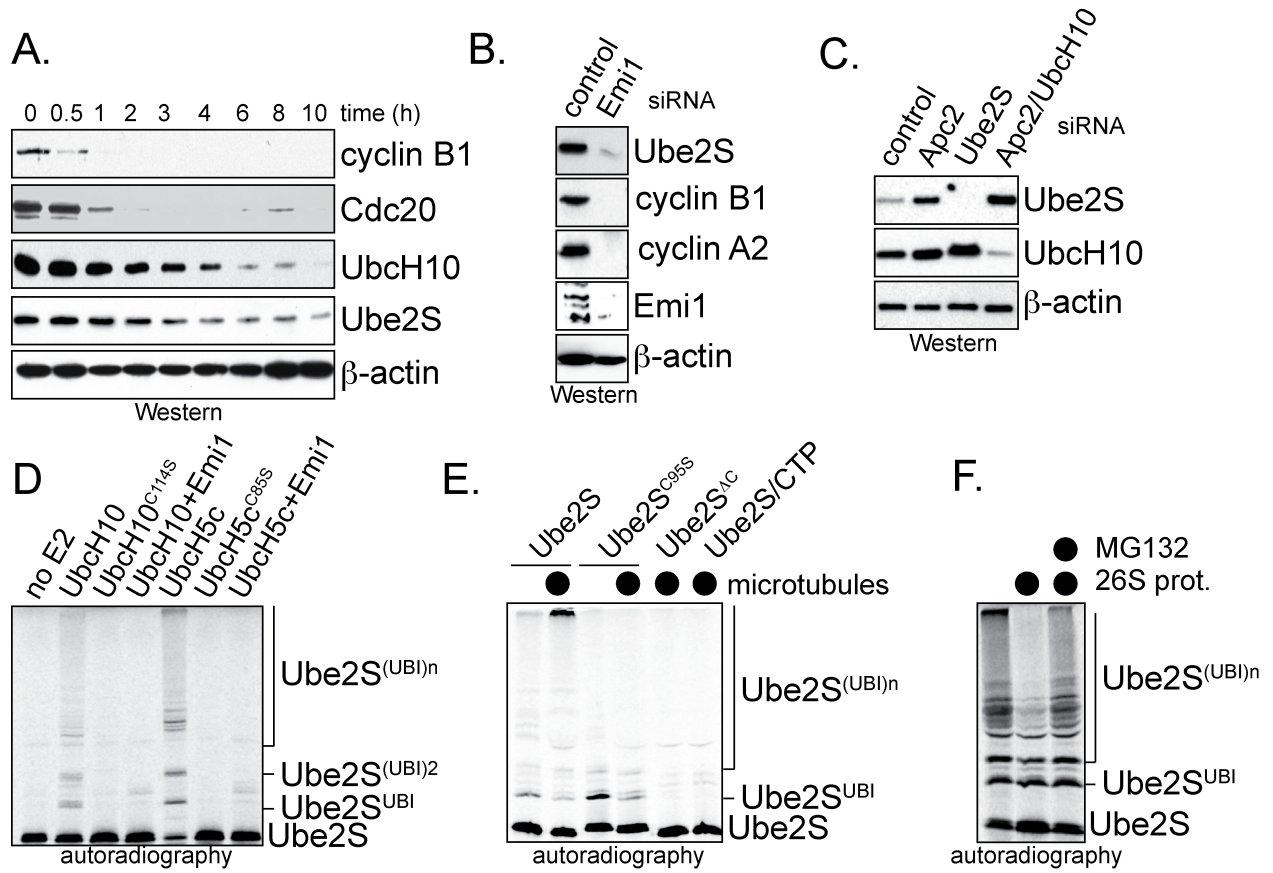 A.
0 0.5 1 2 3 4 6 8 10 time (h)
cyclin B1
Cdc20
UbcH10
Ube2S
β-actin
Western
B.
control
Emi1
siRNA
Ube2S
cyclin B1
cyclin A2
Emi1
β-actin
Western
C.
control
Apc2
Ube2S
Apc2/UbcH10
siRNA
Ube2S
UbcH10
β-actin
Western
D
no E2
UbcH10
UbcH10C114S
UbcH10+Emi1
UbcH5c
UbcH5cC85S
UbcH5c+Emi1
Ube2S(UBI)n
Ube2S(UBI)2
Ube2SUBI
Ube2S
autoradiography
E.
Ube2S
Ube2SC95S
Ube2SΔC
Ube2S/CTP
microtubules
Ube2S(UBI)n
Ube2SUBI
Ube2S
autoradiography
F.
MG132
26S prot.
Ube2S(UBI)n
Ube2SUBI
Ube2S
autoradiography